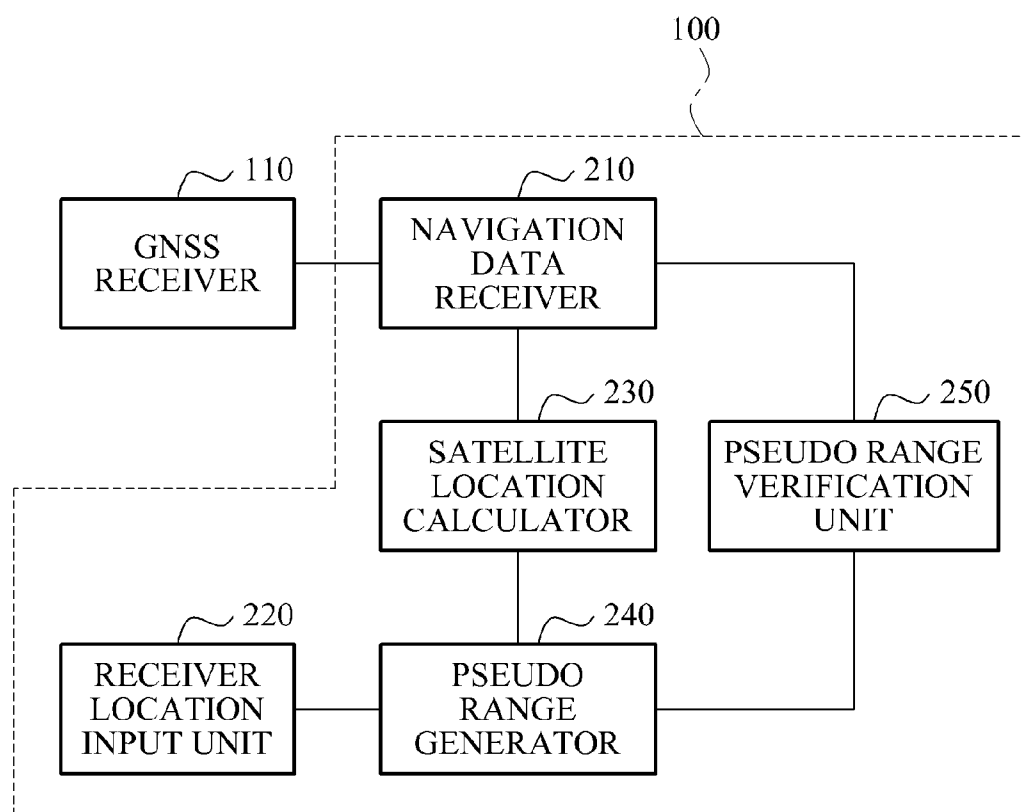 100
110
GNSS
RECEIVER
210
NAVIGATION
DATA
RECEIVER
230
SATELLITE
LOCATION
CALCULATOR
250
PSEUDO RANGE
VERIFICATION
UNIT
220
RECEIVER
LOCATION
INPUT UNIT
240
PSEUDO
RANGE
GENERATOR